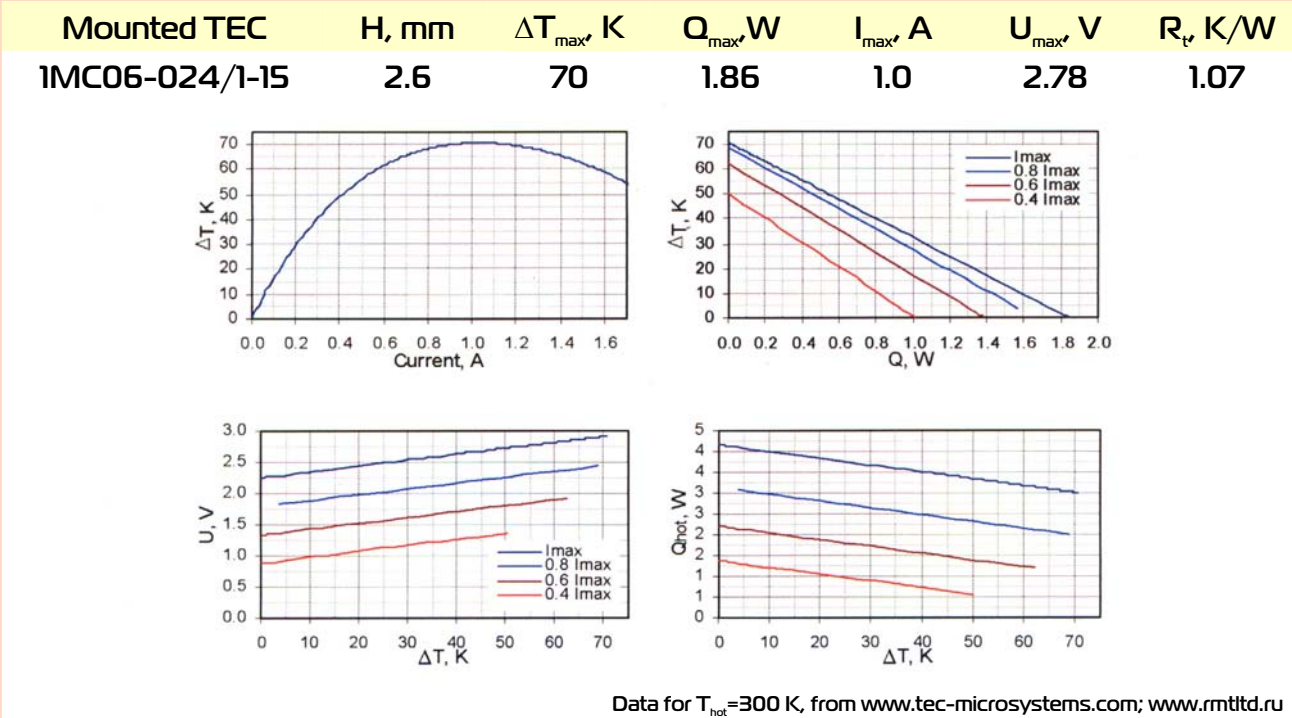 Mounted TEC H, mm ΔTmax, K Qmax,W Imax, A Umax, V Rt, K/W
1MC06-024/1-15 2.6 70 1.86 1.0 2.78 1.07
70
60
50
40
30
20
10
0
ΔT, K
0.0 0.2 0.4 0.6 0.8 1.0 1.2 1.4 1.6
Current, A
70
60
50
40
30
20
10
0
ΔT, K
Imax
0.8 Imax
0.6 Imax
0.4 Imax
0.0 0.2 0.4 0.6 0.8 1.0 1.2 1.4 1.6 1.8 2.0
Q, W
3.0
2.5
2.0
1.5
1.0
0.5
0.0
U, V
Imax
0.8 Imax
0.6 Imax
0.4 Imax
0 10 20 30 40 50 60 70
ΔT, K
5
4
4
3
3
2
2
1
1
0
Qhot, W
0 10 20 30 40 50 60 70
ΔT, K
Data for Thot=300 K, from www.tec-microsystems.com; www.rmtltd.ru